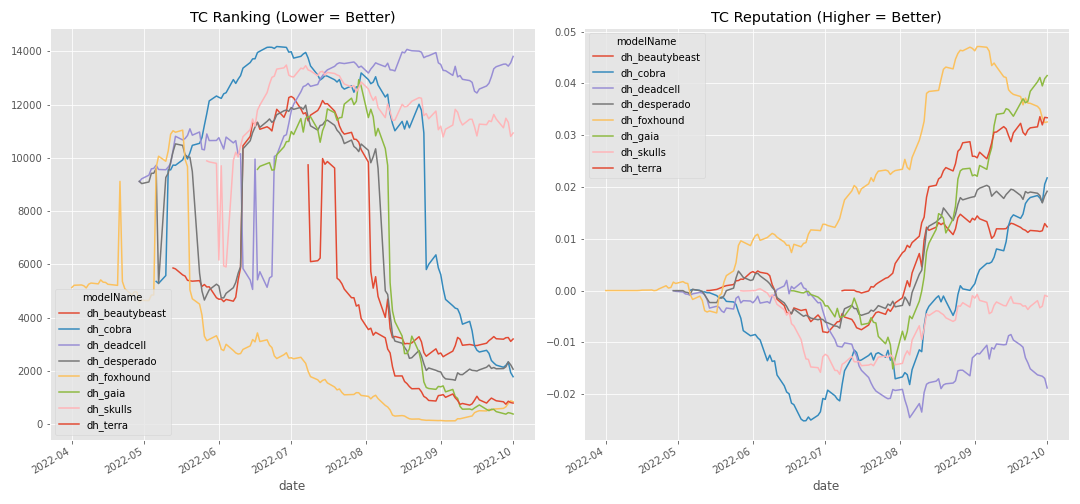 TC Ranking (Lower = Better)
14000
12000
10000
8000
6000
4000
2000
0
modelName
dh_beautybeast
dh_cobra
dh_deadcell
dh_desperado
dh_foxhound
dh_gaia
dh_skulls
dh_terra
2022-04
2022-05
2022-06
2022-07
2022-08
2022-09
2022-10
date
TC Reputation (Higher = Better)
0.05
0.04
0.03
0.02
0.01
0.00
−0.01
−0.02
modelName
dh_beautybeast
dh_cobra
dh_deadcell
dh_desperado
dh_foxhound
dh_gaia
dh_skulls
dh_terra
2022-04
2022-05
2022-06
2022-07
2022-08
2022-09
2022-10
date